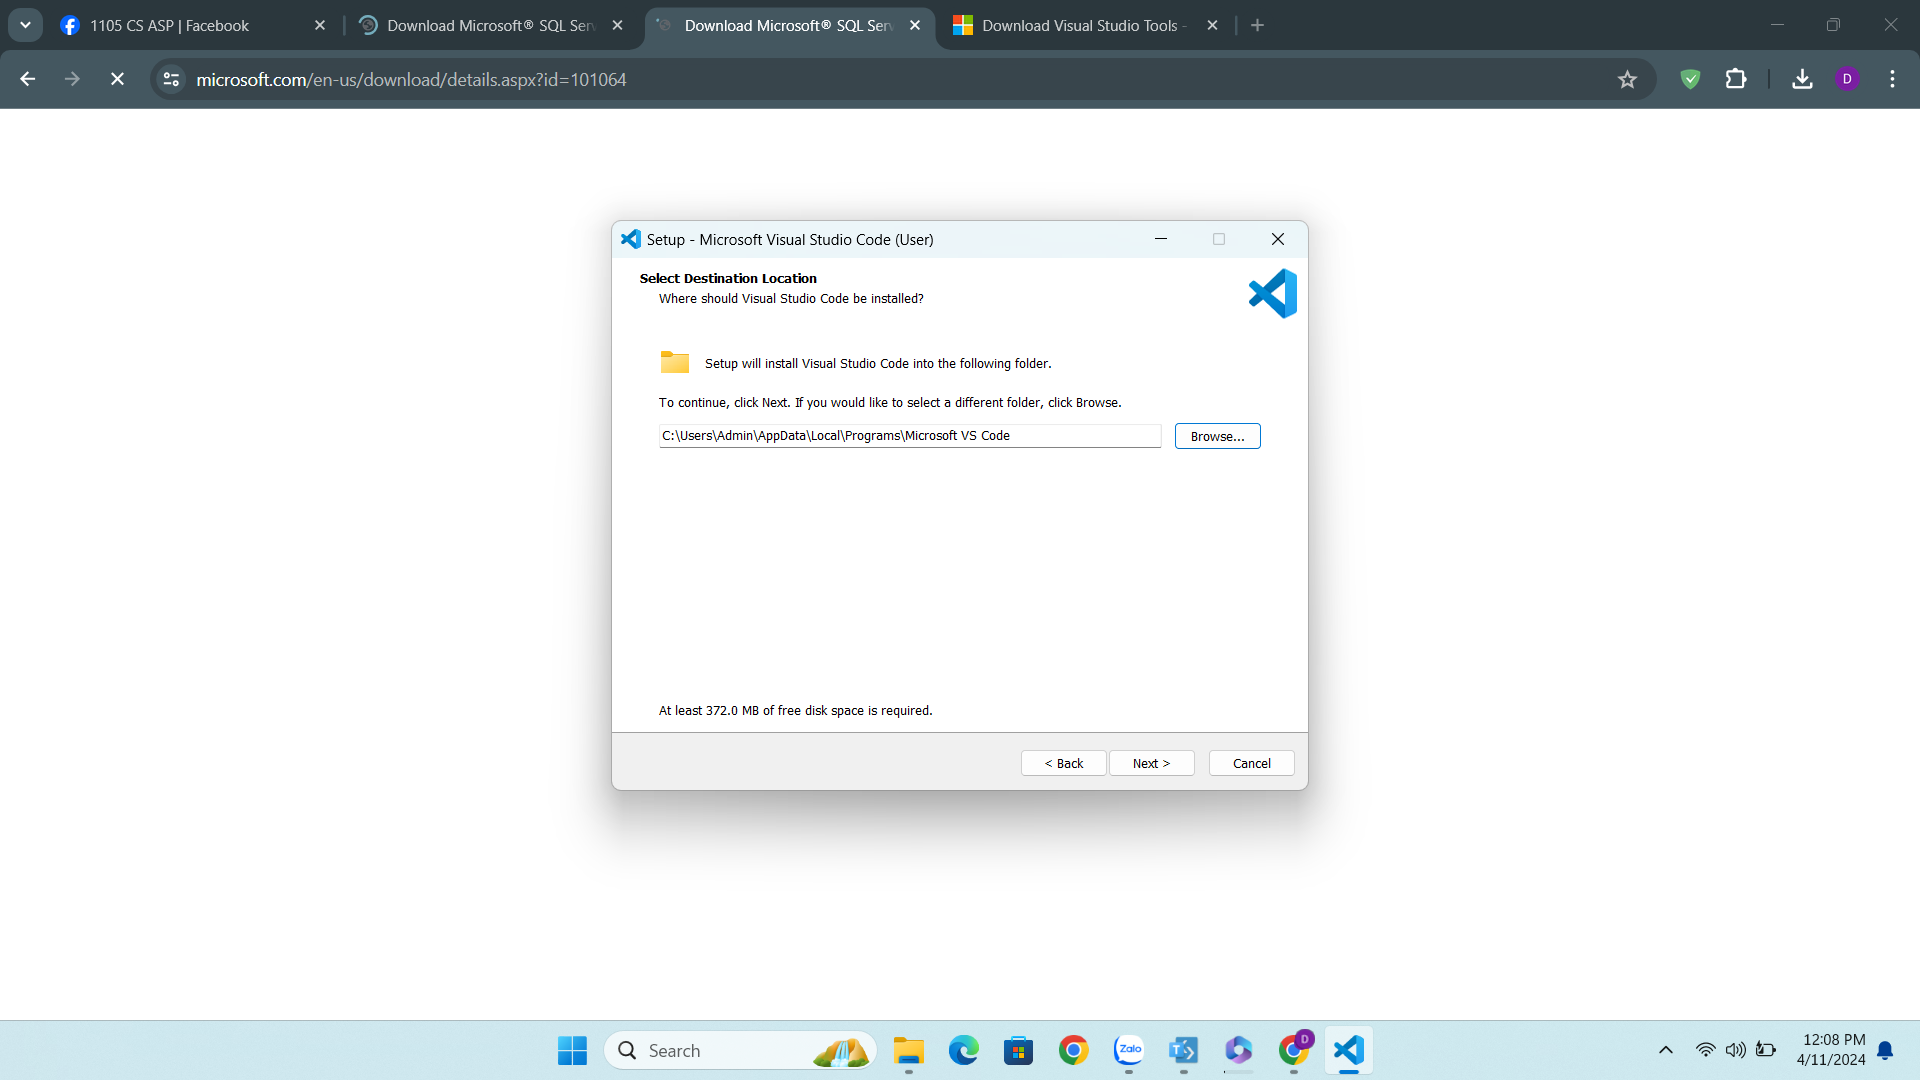 1105 CS ASP | Facebook
Download Microsoft® SQL Serv
Download Microsoft® SQL Serv
Download Visual Studio Tools -
microsoft.com/en-us/download/details.aspx?id=101064
D
Setup - Microsoft Visual Studio Code (User)
Select Destination Location
Where should Visual Studio Code be installed?
Setup will install Visual Studio Code into the following folder.
To continue, click Next. If you would like to select a different folder, click Browse.
C:\Users\Admin\AppData\Local\Programs\Microsoft VS Code
Browse...
At least 372.0 MB of free disk space is required.
< Back
Next >
Cancel
Search
Zalo
T
D
12:08 PM
4/11/2024